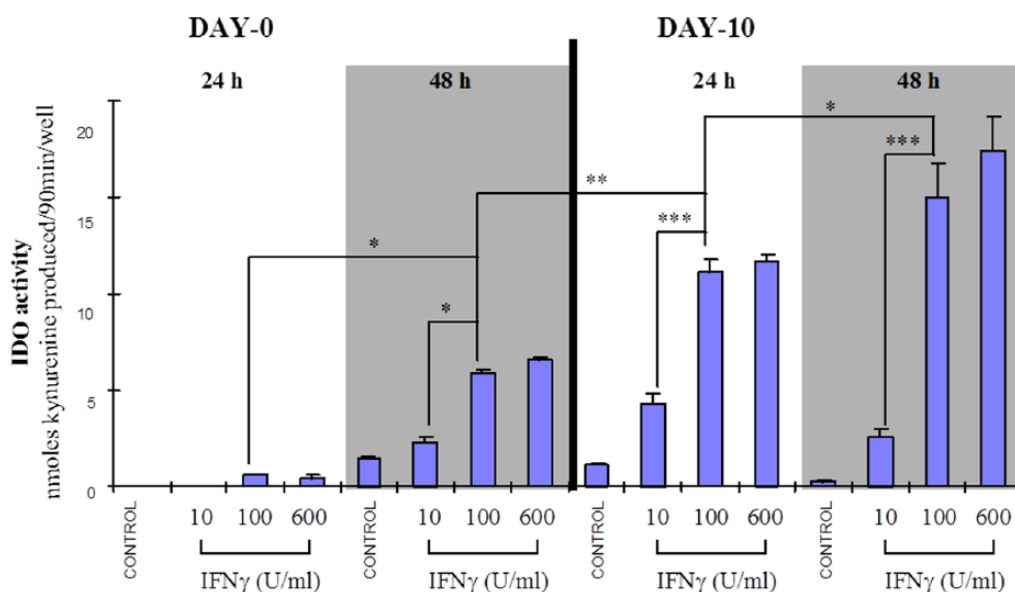 DAY-0
DAY-10
24 h
48 h
24 h
48 h
IDO activity
nmoles kynurenine produced/90min/well
20
15
10
5
0
*
*
**
***
*
***
CONTROL
10
100
600
CONTROL
10
100
600
CONTROL
10
100
600
CONTROL
10
100
600
IFNγ (U/ml)
IFNγ (U/ml)
IFNγ (U/ml)
IFNγ (U/ml)